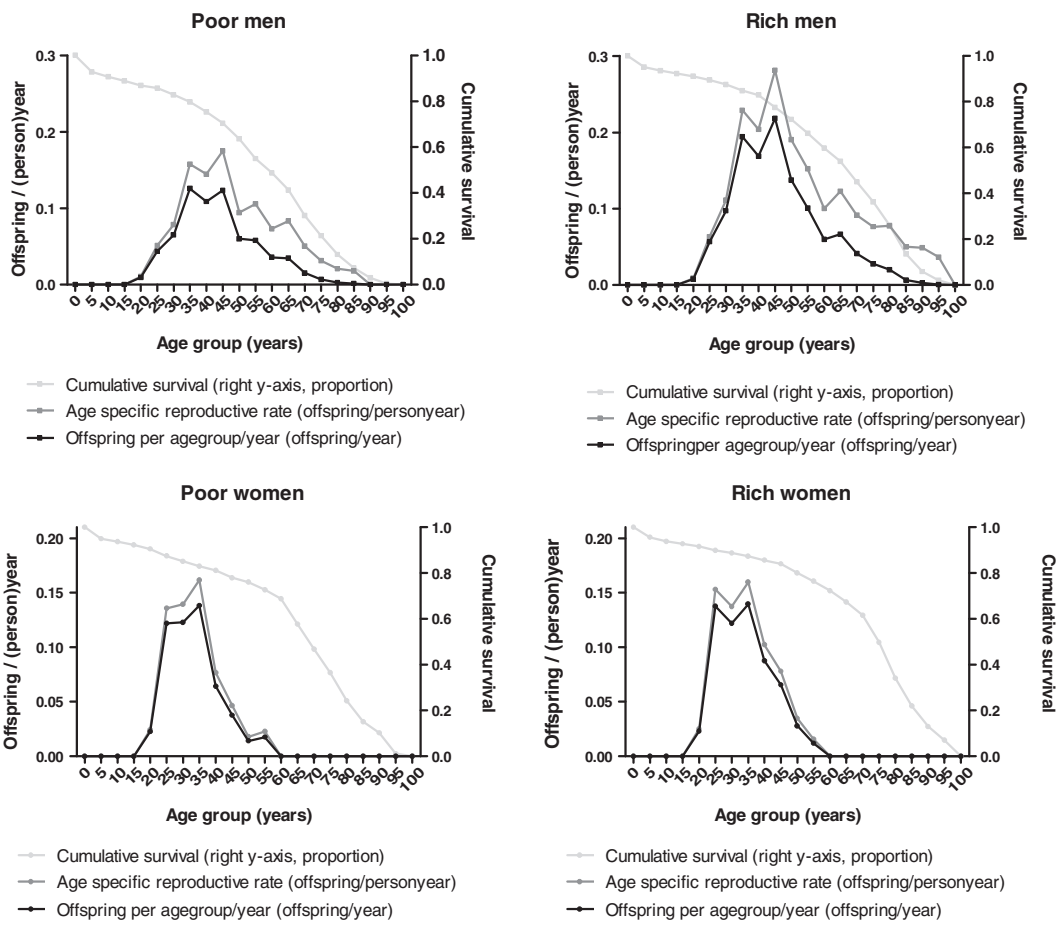 Poor men
Rich men
0.3
0.2
0.1
0.0
Offspring / (person)year
1.0
0.8
0.6
0.4
0.2
0.0
Cumulative survival
0 5 10 15 20 25 30 35 40 45 50 55 60 65 70 75 80 85 90 95 100
Age group (years)
Cumulative survival (right y-axis, proportion)
Age specific reproductive rate (offspring/personyear)
Offspring per agegroup/year (offspring/year)
0.3
0.2
0.1
0.0
Offspring / (person)year
1.0
0.8
0.6
0.4
0.2
0.0
Cumulative survival
0 5 10 15 20 25 30 35 40 45 50 55 60 65 70 75 80 85 90 95 100
Age group (years)
Cumulative survival (right y-axis, proportion)
Age specific reproductive rate (offspring/personyear)
Offspringper agegroup/year (offspring/year)
Poor women
Rich women
0.20
0.15
0.10
0.05
0.00
Offspring / (person)year
1.0
0.8
0.6
0.4
0.2
0.0
Cumulative survival
0 5 10 15 20 25 30 35 40 45 50 55 60 65 70 75 80 85 90 95 100
Age group (years)
Cumulative survival (right y-axis, proportion)
Age specific reproductive rate (offspring/personyear)
Offspring per agegroup/year (offspring/year)
0.20
0.15
0.10
0.05
0.00
Offspring / (person)year
1.0
0.8
0.6
0.4
0.2
0.0
Cumulative survival
0 5 10 15 20 25 30 35 40 45 50 55 60 65 70 75 80 85 90 95 100
Age group (years)
Cumulative survival (right y-axis, proportion)
Age specific reproductive rate (offspring/personyear)
Offspring per agegroup/year (offspring/year)